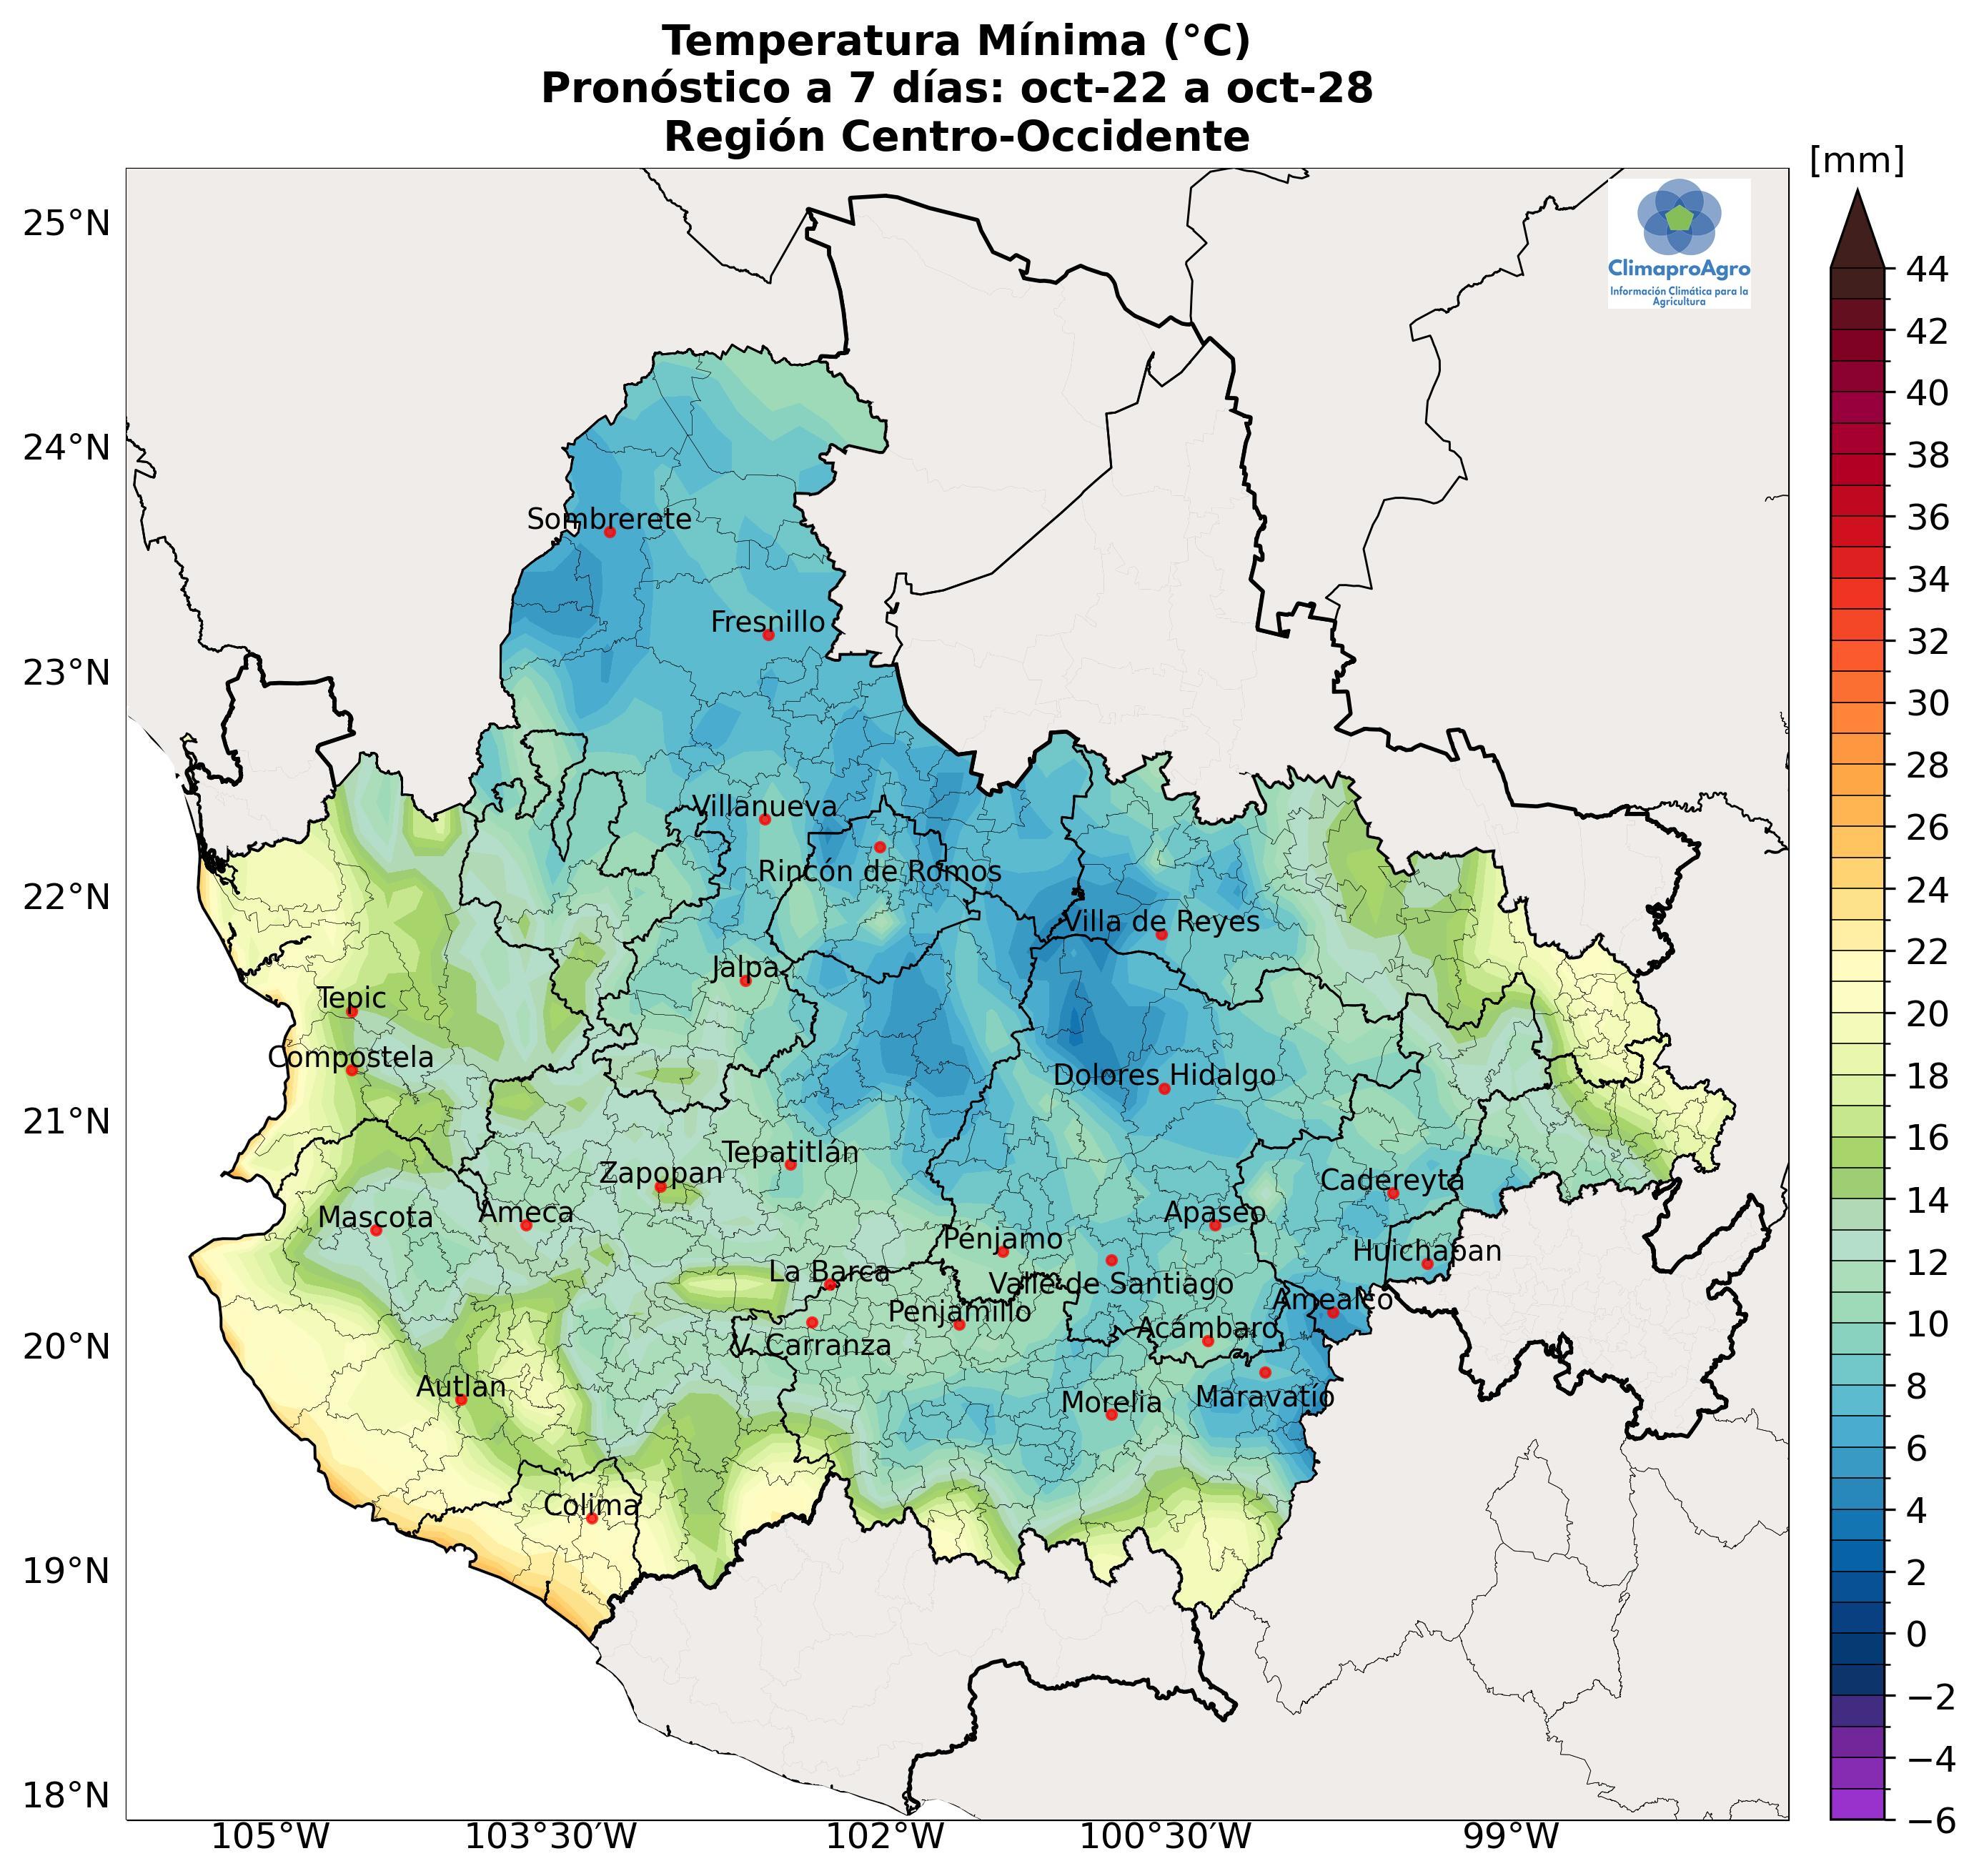 Temperatura Mínima (°C)
Pronóstico a 7 días: oct-22 a oct-28
Región Centro-Occidente
[mm]
25°N
24°N
23°N
22°N
21°N
20°N
19°N
18°N
ClimaproAgro
Información Climática para la
Agricultura
Sombrerete
Fresnillo
Villanueva
Rincón de Romos
Villa de Reyes
Jalpa
Tepic
Compostela
Dolores Hidalgo
Tepatitlán
Zapopan
Cadereyta
Mascota
Ameca
Apaseo
Pénjamo
Huichapan
La Barca
Valle de Santiago
Amealco
Penjamillo
Acámbaro
V. Carranza
Autlan
Maravatío
Morelia
Colima
105°W
103°30'W
102°W
100°30'W
99°W
44
42
40
38
36
34
32
30
28
26
24
22
20
18
16
14
12
10
8
6
4
2
0
−2
−4
−6